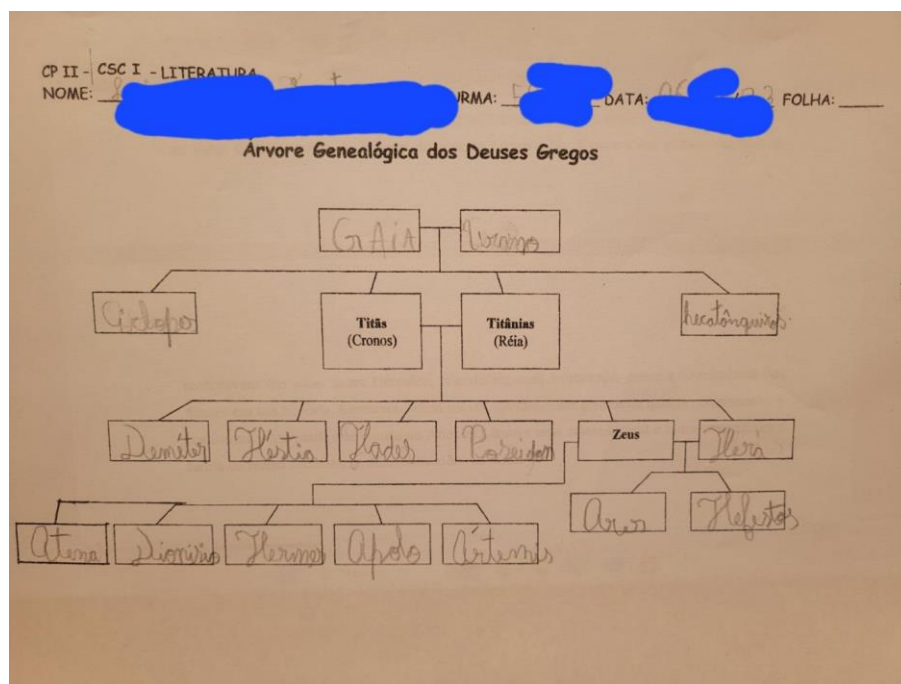 CP II - CSC I - LITERATURA
NOME: URMA: DATA: FOLHA:
Árvore Genealógica dos Deuses Gregos
GAIA Urano
Ciclope Titãs Titânias hecatônquiros
(Cronos) (Réia)
Deméter Héstia Hades Poseidon Zeus Hera
Ares Hefestos
Atena Dionísio Hermes Apolo Ártemis